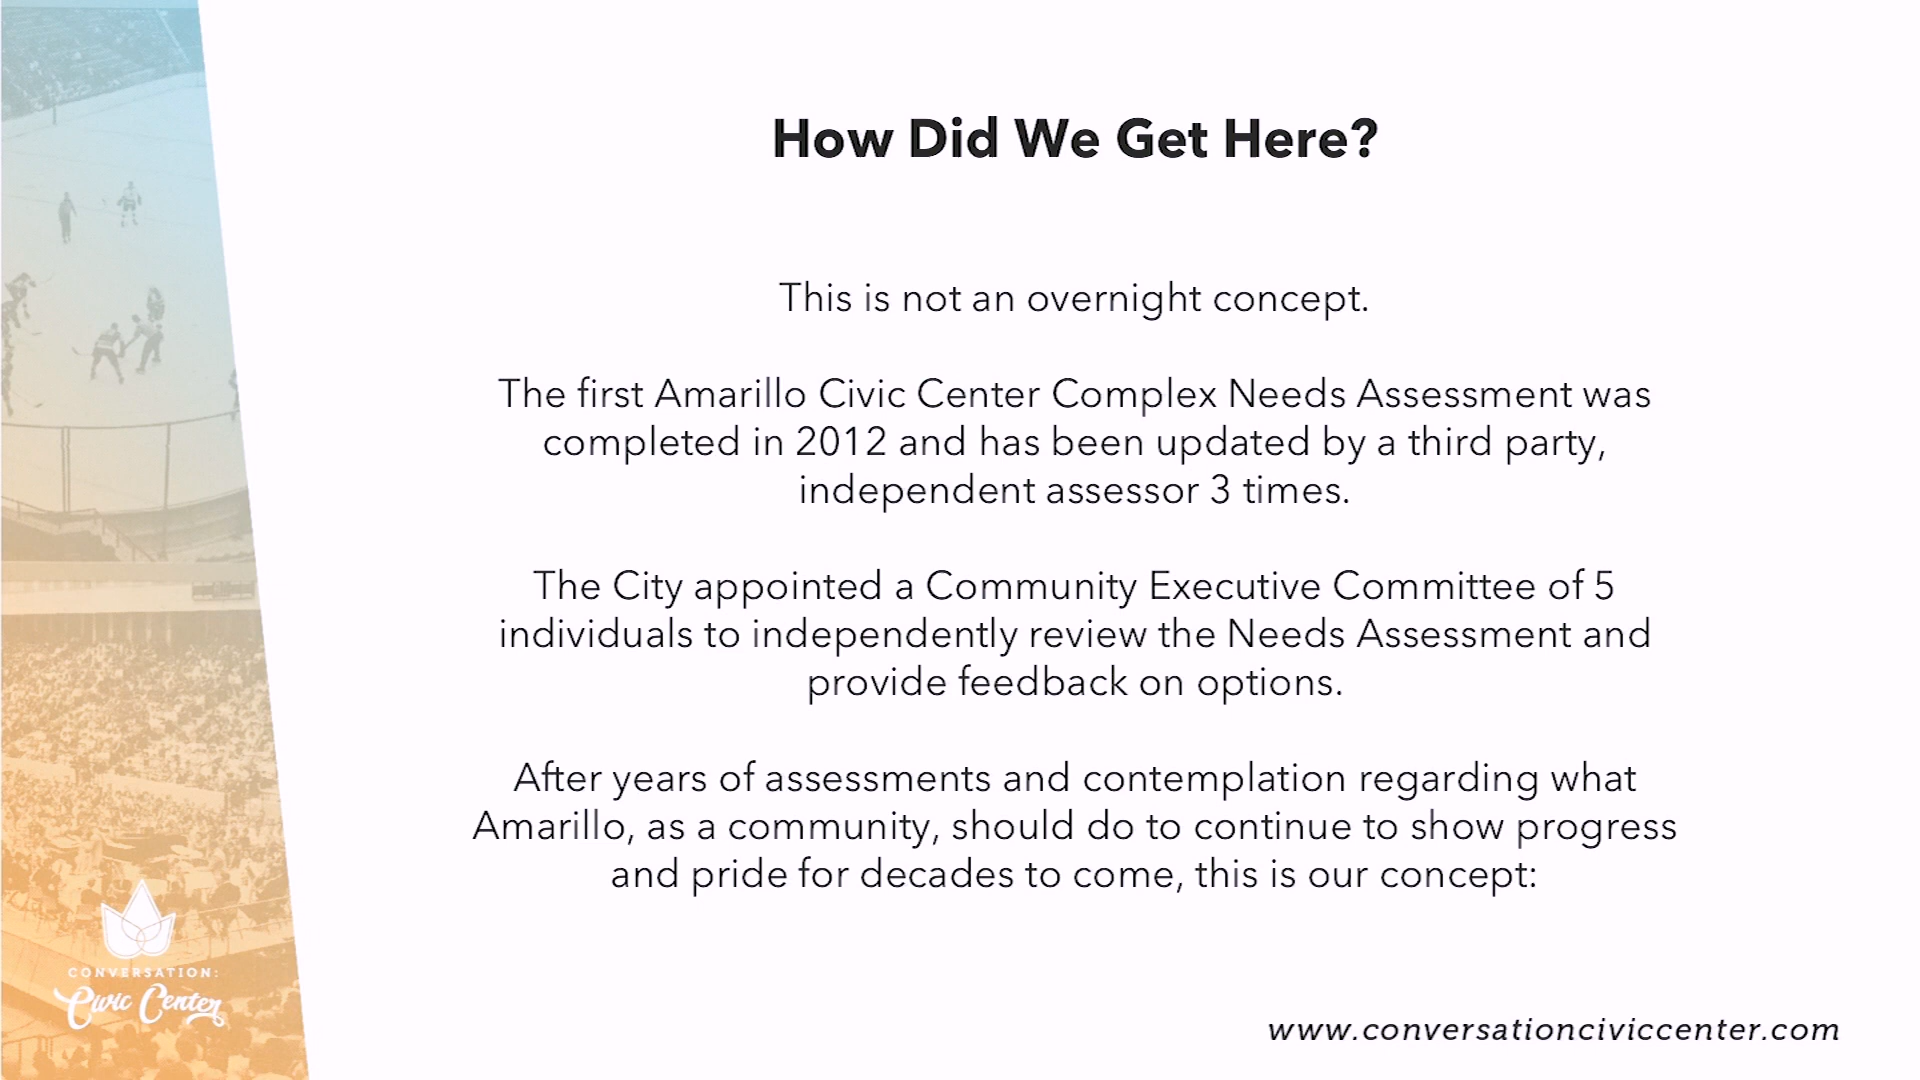 How Did We Get Here?
This is not an overnight concept.
The first Amarillo Civic Center Complex Needs Assessment was
completed in 2012 and has been updated by a third party,
independent assessor 3 times.
The City appointed a Community Executive Committee of 5
individuals to independently review the Needs Assessment and
provide feedback on options.
After years of assessments and contemplation regarding what
Amarillo, as a community, should do to continue to show progress
and pride for decades to come, this is our concept:
CONVERSATION:
Civic Center
www.conversationciviccenter.com